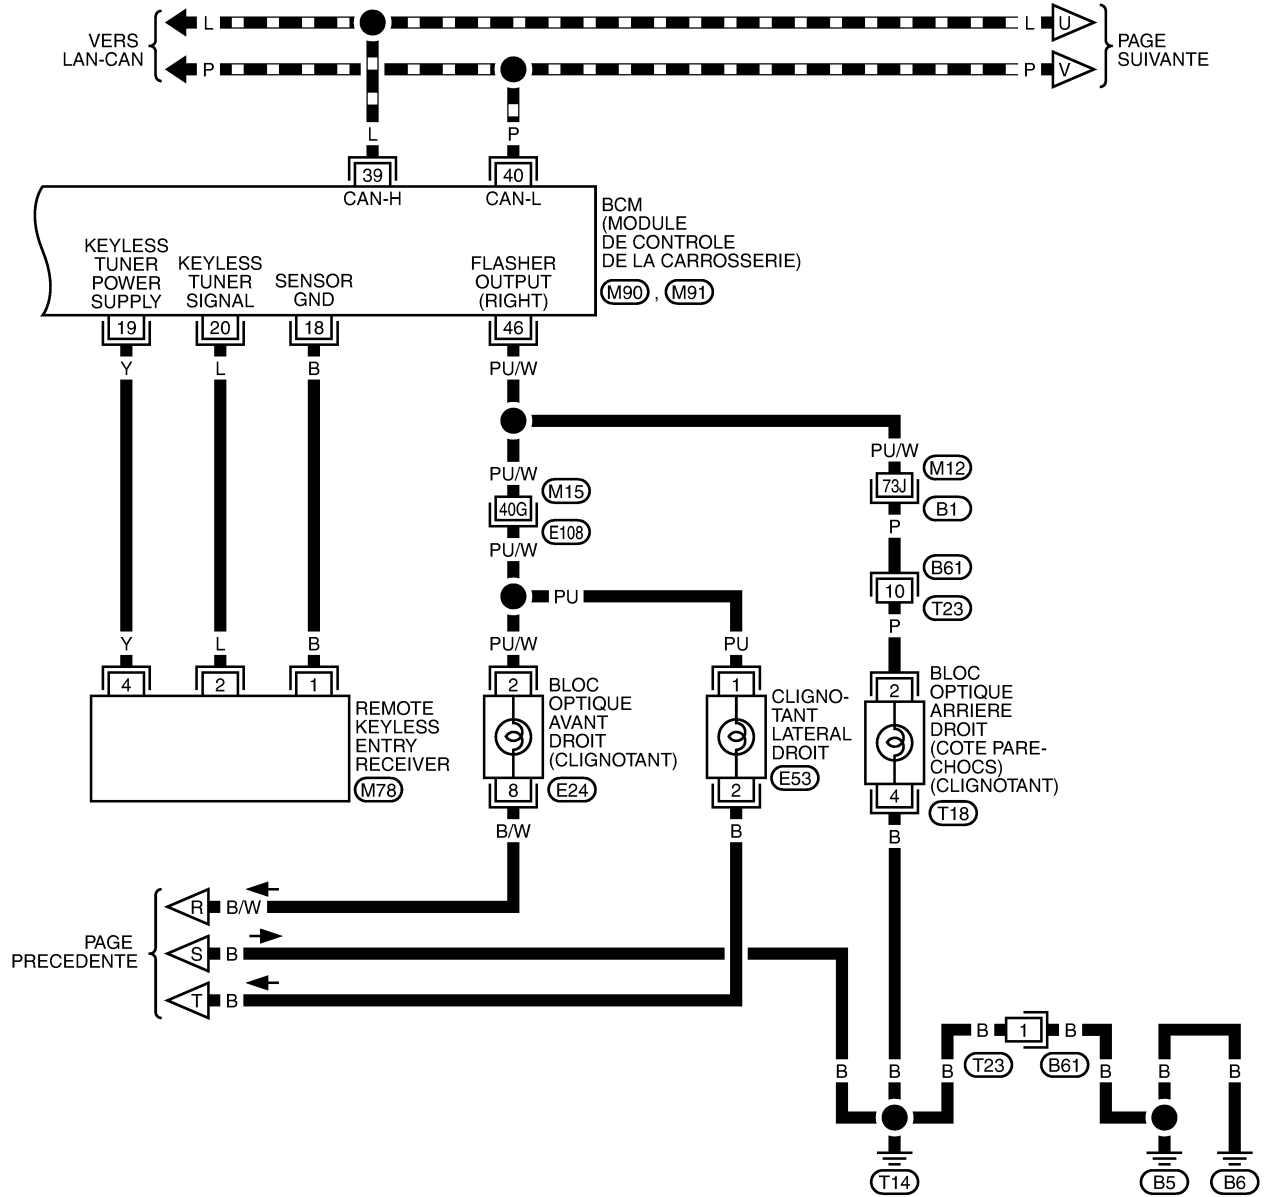 VERS
LAN-CAN
L
L
U
P
P
V
PAGE
SUIVANTE
L
P
39
40
CAN-H
CAN-L
BCM
(MODULE
DE CONTROLE
DE LA CARROSSERIE)
M90 , M91
KEYLESS
TUNER
POWER
SUPPLY
KEYLESS
TUNER
SIGNAL
SENSOR
GND
FLASHER
OUTPUT
(RIGHT)
19
20
18
46
Y
L
B
PU/W
PU/W
M12
73J
B1
P
PU/W
M15
40G
E108
PU/W
B61
10
T23
P
PU
Y
L
B
PU/W
PU
4
2
1
2
1
2
REMOTE
KEYLESS
ENTRY
RECEIVER
M78
BLOC
OPTIQUE
AVANT
DROIT
(CLIGNOTANT)
E24
CLIGNO-
TANT
LATERAL
DROIT
E53
BLOC
OPTIQUE
ARRIERE
DROIT
(COTE PARE-
CHOCS)
(CLIGNOTANT)
T18
8
2
4
B/W
B
B
PAGE
PRECEDENTE
R
B/W
S
B
T
B
B
1
B
T23
B61
B
B
B
B
B
B
T14
B5
B6